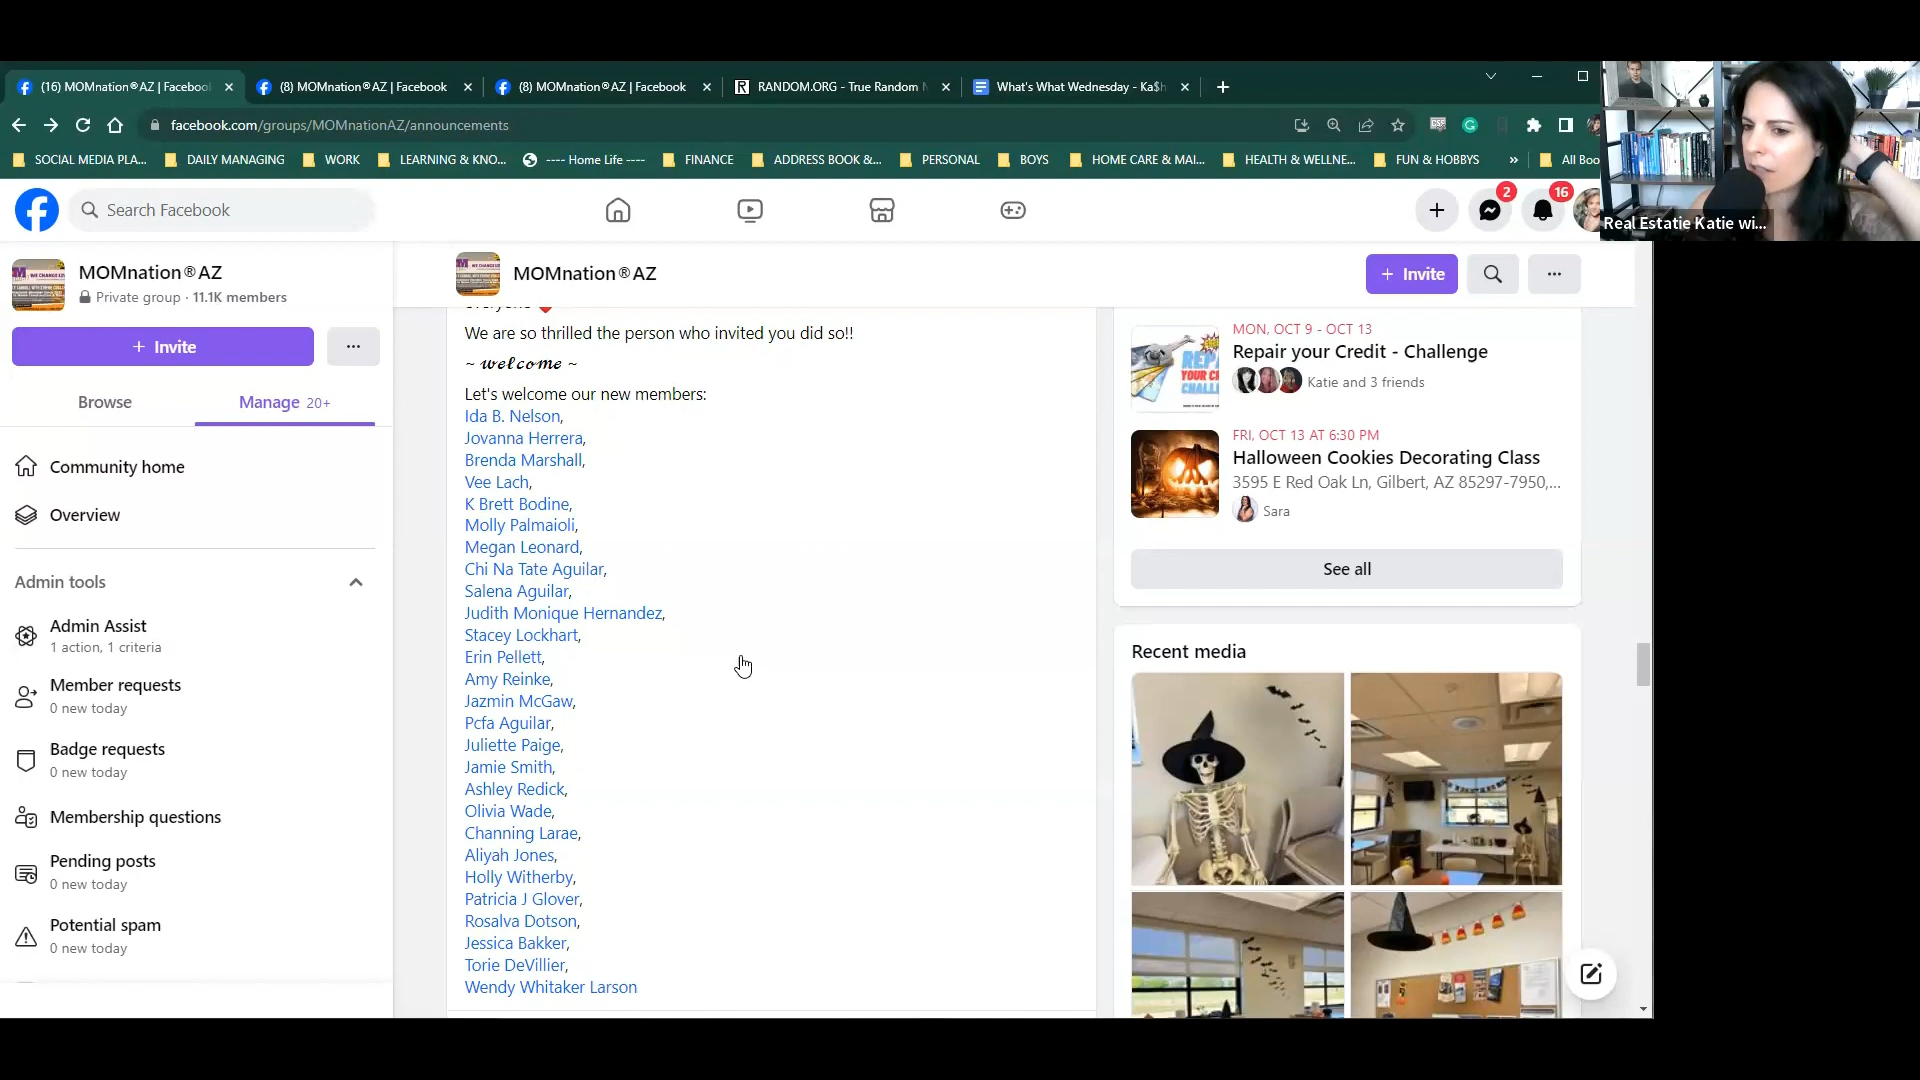 (16) MOMnation®AZ | Facebook
(8) MOMnation®AZ | Facebook
(8) MOMnation®AZ | Facebook
RANDOM.ORG - True Random
What's What Wednesday - Ka$h
facebook.com/groups/MOMnationAZ/announcements
SOCIAL MEDIA PLA...
DAILY MANAGING
WORK
LEARNING & KNO...
---- Home Life ----
FINANCE
ADDRESS BOOK &...
PERSONAL
BOYS
HOME CARE & MAI...
HEALTH & WELLNE...
FUN & HOBBYS
»
All Boo
Real Estatie Katie wi...
Search Facebook
2
16
MOMnation®AZ
Private group · 11.1K members
+ Invite
...
Browse
Manage 20+
Community home
Overview
Admin tools
Admin Assist
1 action, 1 criteria
Member requests
0 new today
Badge requests
0 new today
Membership questions
Pending posts
0 new today
Potential spam
0 new today
MOMnation®AZ
+ Invite
...
We are so thrilled the person who invited you did so!!
~ 𝔀𝓮𝓵𝓬𝓸𝓶𝓮 ~
Let's welcome our new members:
Ida B. Nelson,
Jovanna Herrera,
Brenda Marshall,
Vee Lach,
K Brett Bodine,
Molly Palmaioli,
Megan Leonard,
Chi Na Tate Aguilar,
Salena Aguilar,
Judith Monique Hernandez,
Stacey Lockhart,
Erin Pellett,
Amy Reinke,
Jazmin McGaw,
Pcfa Aguilar,
Juliette Paige,
Jamie Smith,
Ashley Redick,
Olivia Wade,
Channing Larae,
Aliyah Jones,
Holly Witherby,
Patricia J Glover,
Rosalva Dotson,
Jessica Bakker,
Torie DeVillier,
Wendy Whitaker Larson
MON, OCT 9 - OCT 13
Repair your Credit - Challenge
Katie and 3 friends
FRI, OCT 13 AT 6:30 PM
Halloween Cookies Decorating Class
3595 E Red Oak Ln, Gilbert, AZ 85297-7950,...
Sara
See all
Recent media